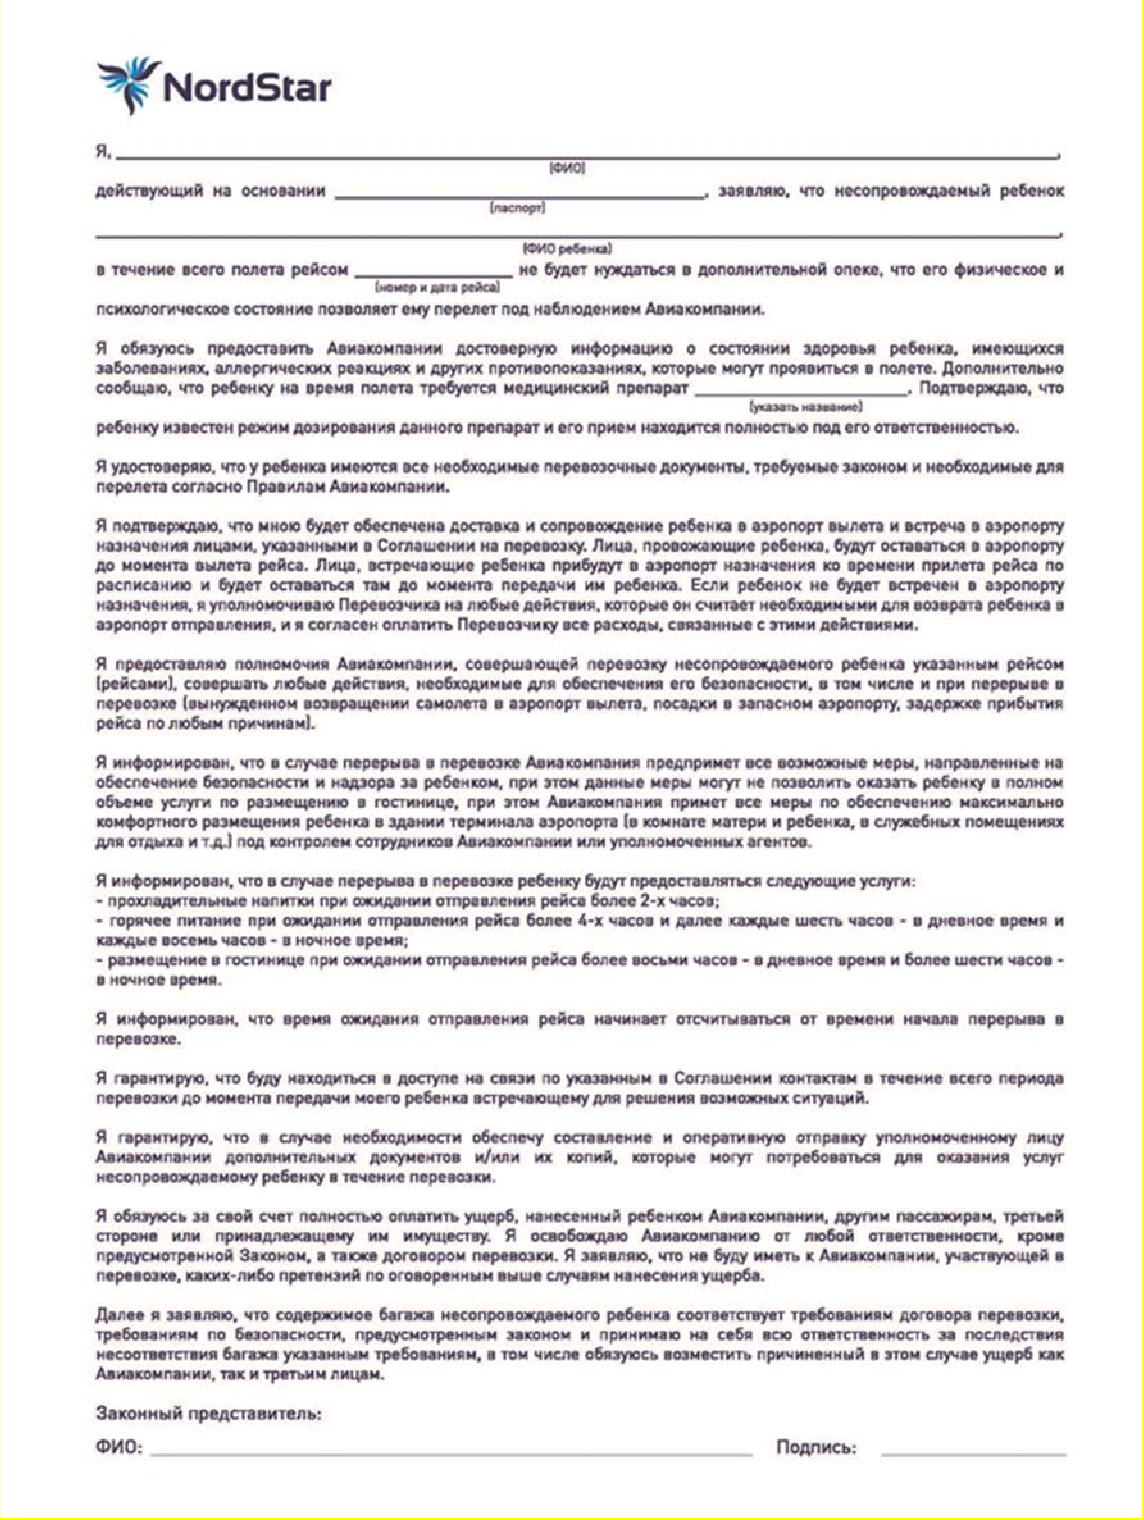 NordStar
Я, ,
(ФИО)
действующий на основании , заявляю, что несопровождаемый ребенок
(паспорт)
,
(ФИО ребенка)
в течение всего полета рейсом не будет нуждаться в дополнительной опеке, что его физическое и
(номер и дата рейса)
психологическое состояние позволяет ему перелет под наблюдением Авиакомпании.
Я обязуюсь предоставить Авиакомпании достоверную информацию о состоянии здоровья ребенка, имеющихся
заболеваниях, аллергических реакциях и других противопоказаниях, которые могут проявиться в полете. Дополнительно
сообщаю, что ребенку на время полета требуется медицинский препарат . Подтверждаю, что
(указать название)
ребенку известен режим дозирования данного препарат и его прием находится полностью под его ответственностью.
Я удостоверяю, что у ребенка имеются все необходимые перевозочные документы, требуемые законом и необходимые для
перелета согласно Правилам Авиакомпании.
Я подтверждаю, что мною будет обеспечена доставка и сопровождение ребенка в аэропорт вылета и встреча в аэропорту
назначения лицами, указанными в Соглашении на перевозку. Лица, провожающие ребенка, будут оставаться в аэропорту
до момента вылета рейса. Лица, встречающие ребенка прибудут в аэропорт назначения ко времени прилета рейса по
расписанию и будет оставаться там до момента передачи им ребенка. Если ребенок не будет встречен в аэропорту
назначения, я уполномочиваю Перевозчика на любые действия, которые он считает необходимыми для возврата ребенка в
аэропорт отправления, и я согласен оплатить Перевозчику все расходы, связанные с этими действиями.
Я предоставляю полномочия Авиакомпании, совершающей перевозку несопровождаемого ребенка указанным рейсом
(рейсами), совершать любые действия, необходимые для обеспечения его безопасности, в том числе и при перерыве в
перевозке (вынужденном возвращении самолета в аэропорт вылета, посадки в запасном аэропорту, задержке прибытия
рейса по любым причинам).
Я информирован, что в случае перерыва в перевозке Авиакомпания предпримет все возможные меры, направленные на
обеспечение безопасности и надзора за ребенком, при этом данные меры могут не позволить оказать ребенку в полном
объеме услуги по размещению в гостинице, при этом Авиакомпания примет все меры по обеспечению максимально
комфортного размещения ребенка в здании терминала аэропорта (в комнате матери и ребенка, в служебных помещениях
для отдыха и т.д.) под контролем сотрудников Авиакомпании или уполномоченных агентов.
Я информирован, что в случае перерыва в перевозке ребенку будут предоставляться следующие услуги:
- прохладительные напитки при ожидании отправления рейса более 2-х часов;
- горячее питание при ожидании отправления рейса более 4-х часов и далее каждые шесть часов - в дневное время и
каждые восемь часов - в ночное время;
- размещение в гостинице при ожидании отправления рейса более восьми часов - в дневное время и более шести часов -
в ночное время.
Я информирован, что время ожидания отправления рейса начинает отсчитываться от времени начала перерыва в
перевозке.
Я гарантирую, что буду находиться в доступе на связи по указанным в Соглашении контактам в течение всего периода
перевозки до момента передачи моего ребенка встречающему для решения возможных ситуаций.
Я гарантирую, что в случае необходимости обеспечу составление и оперативную отправку уполномоченному лицу
Авиакомпании дополнительных документов и/или их копий, которые могут потребоваться для оказания услуг
несопровождаемому ребенку в течение перевозки.
Я обязуюсь за свой счет полностью оплатить ущерб, нанесенный ребенком Авиакомпании, другим пассажирам, третьей
стороне или принадлежащему им имуществу. Я освобождаю Авиакомпанию от любой ответственности, кроме
предусмотренной Законом, а также договором перевозки. Я заявляю, что не буду иметь к Авиакомпании, участвующей в
перевозке, каких-либо претензий по оговоренным выше случаям нанесения ущерба.
Далее я заявляю, что содержимое багажа несопровождаемого ребенка соответствует требованиям договора перевозки,
требованиям по безопасности, предусмотренным законом и принимаю на себя всю ответственность за последствия
несоответствия багажа указанным требованиям, в том числе обязуюсь возместить причиненный в этом случае ущерб как
Авиакомпании, так и третьим лицам.
Законный представитель:
ФИО: Подпись: